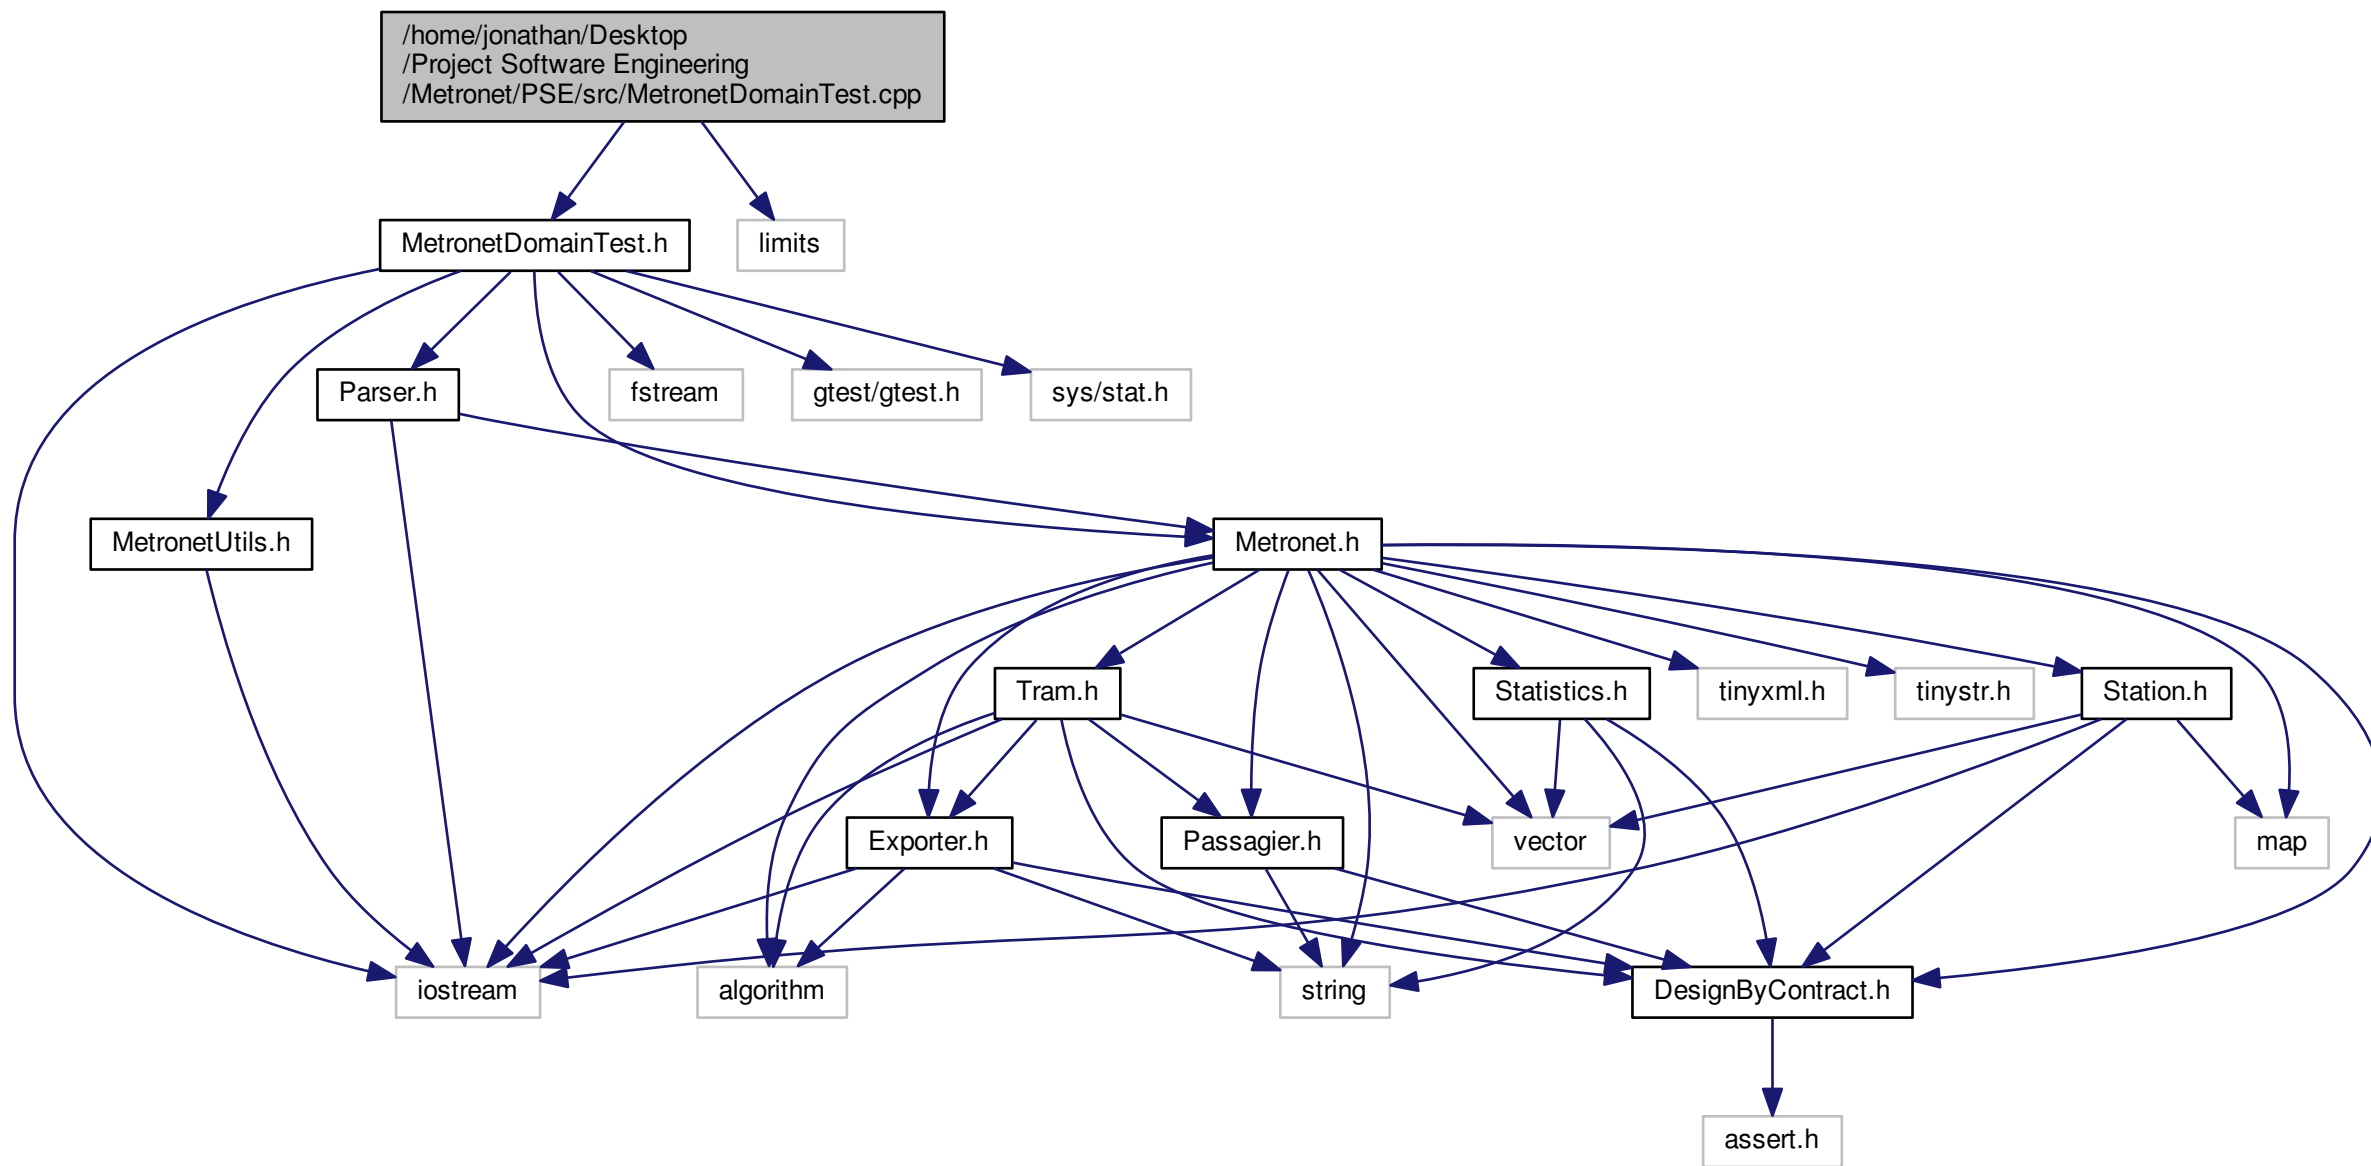 /home/jonathan/Desktop
/Project Software Engineering
/Metronet/PSE/src/MetronetDomainTest.cpp
MetronetDomainTest.h
limits
Parser.h
fstream
gtest/gtest.h
sys/stat.h
MetronetUtils.h
Metronet.h
Tram.h
Statistics.h
tinyxml.h
tinystr.h
Station.h
Exporter.h
Passagier.h
vector
map
iostream
algorithm
string
DesignByContract.h
assert.h